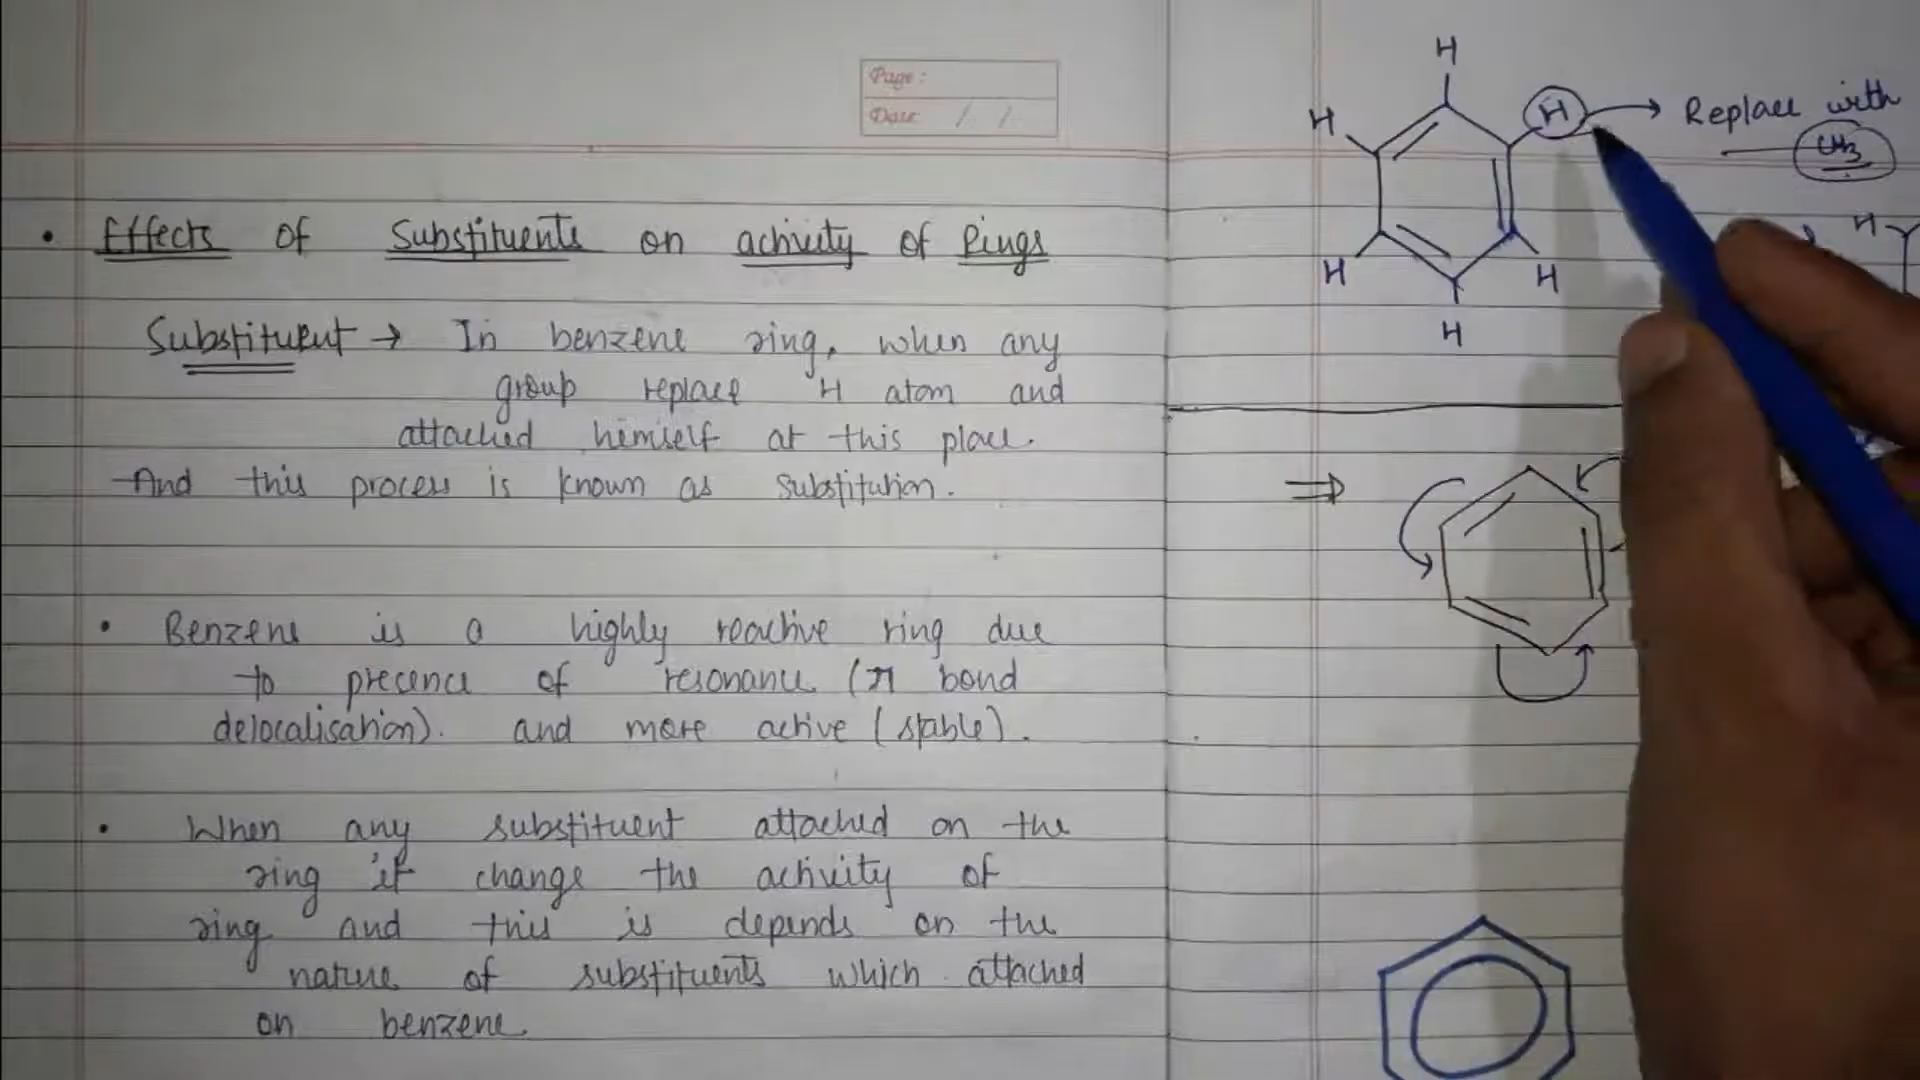 Page :
Date / /
• Effects of Substituents on activity of Rings
Substituent → In benzene ring, when any
group replace H atom and
attached himself at this place.
And this process is known as substitution.
• Benzene is a highly reactive ring due
to precence of resonance (π bond
delocalisation). and more active (stable).
• When any substituent attached on the
ring it change the activity of
ring and this is depends on the
nature of substituents which attached
on benzene
H
H
H → Replace with
CH3
H
H
H
H
⇒